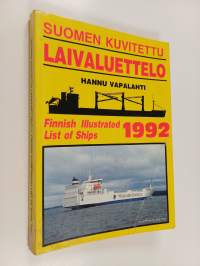 SUOMEN KUVITETTU
LAIVALUETTELO
HANNU VAPALAHTI
Finnish Illustrated
List of Ships
1992